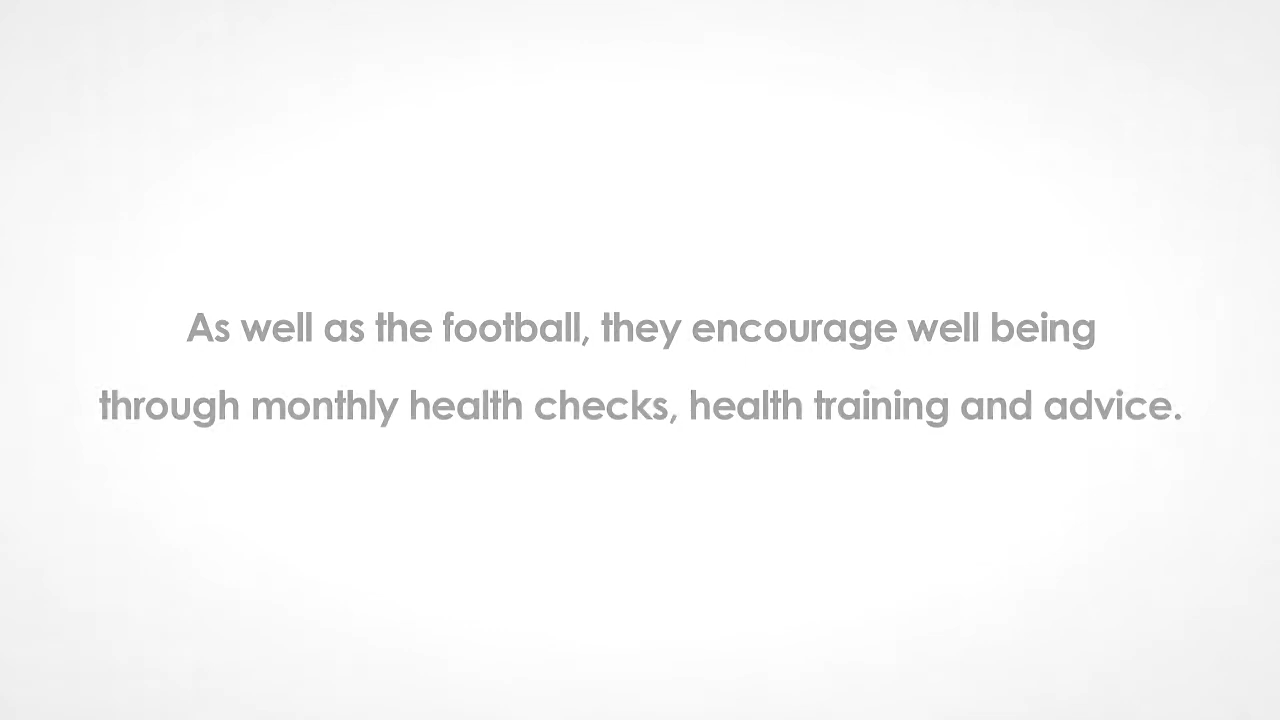 As well as the football, they encourage well being
through monthly health checks, health training and advice.